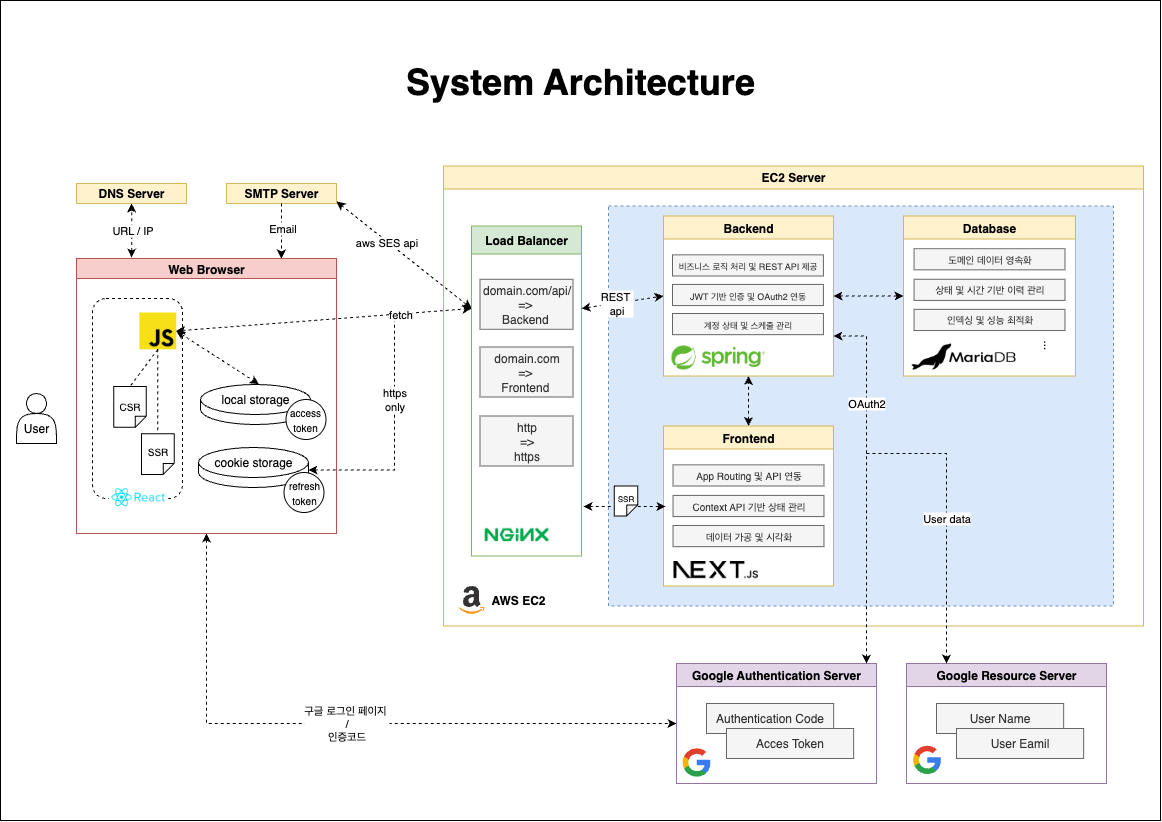 System Architecture
DNS Server
SMTP Server
URL / IP
Email
aws SES api
Web Browser
JS
CSR
SSR
React
local storage
access
token
cookie storage
refresh
token
User
fetch
https
only
EC2 Server
Load Balancer
domain.com/api/
=>
Backend
domain.com
=>
Frontend
http
=>
https
NGINX
a
AWS EC2
REST
api
SSR
Backend
비즈니스 로직 처리 및 REST API 제공
JWT 기반 인증 및 OAuth2 연동
계정 상태 및 스케줄 관리
spring
Database
도메인 데이터 영속화
상태 및 시간 기반 이력 관리
인덱싱 및 성능 최적화
⋮
MariaDB
Frontend
App Routing 및 API 연동
Context API 기반 상태 관리
데이터 가공 및 시각화
NEXT.JS
OAuth2
User data
구글 로그인 페이지
/
인증코드
Google Authentication Server
Authentication Code
Acces Token
G
Google Resource Server
User Name
User Eamil
G